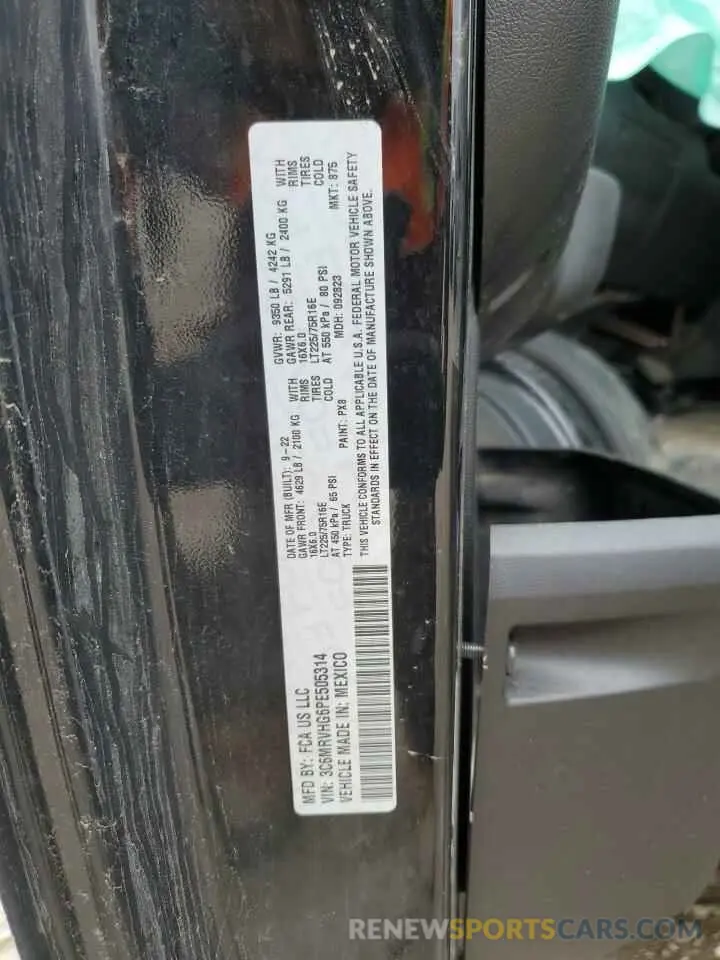 MFD BY: FCA US LLC
VIN: 3C6MRVHG6PE505314
VEHICLE MADE IN: MEXICO
DATE OF MFR (BUILT): 9-22 GVWR: 9350 LB / 4242 KG
GAWR FRONT: 4629 LB / 2100 KG WITH GAWR REAR: 5291 LB / 2400 KG WITH
16X6.0 RIMS 16X6.0 RIMS
LT225/75R16E TIRES LT225/75R16E TIRES
AT 450 kPa / 65 PSI COLD AT 550 kPa / 80 PSI COLD
TYPE: TRUCK PAINT: PX8 MDH: 092823 MKT: 875
THIS VEHICLE CONFORMS TO ALL APPLICABLE U.S.A. FEDERAL MOTOR VEHICLE SAFETY
STANDARDS IN EFFECT ON THE DATE OF MANUFACTURE SHOWN ABOVE.
RENEWSPORTSCARS.COM